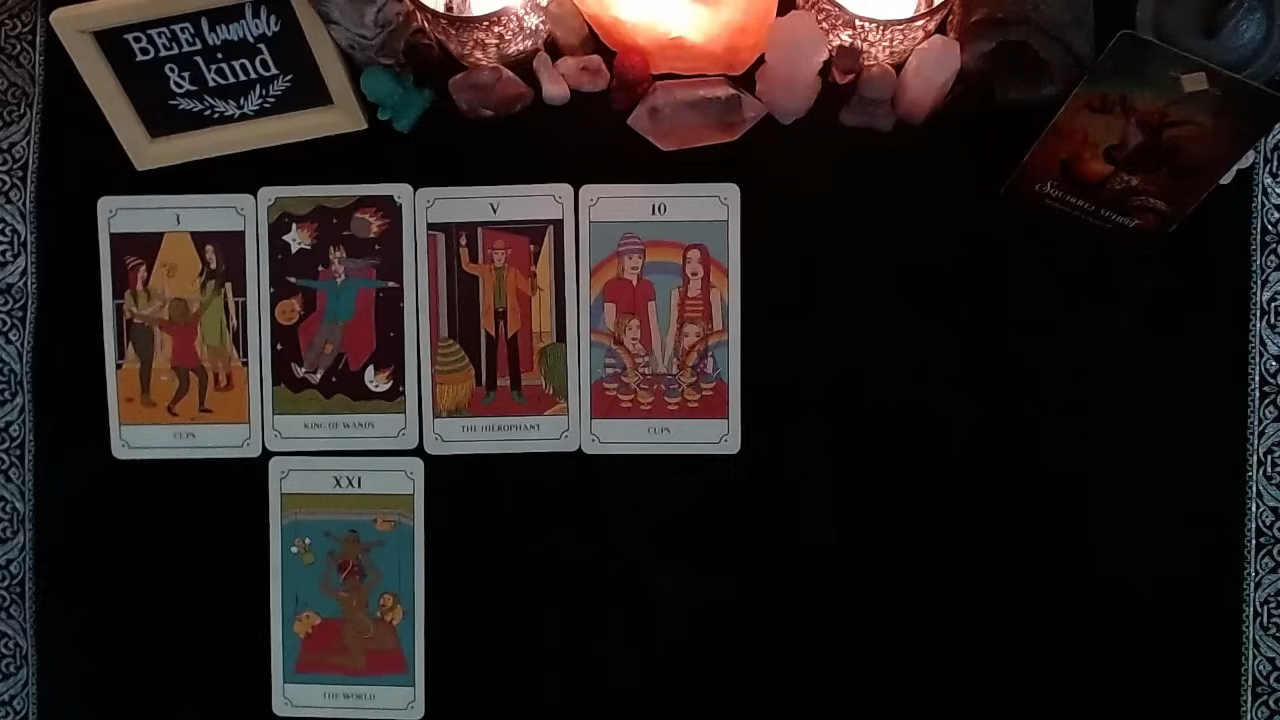 BEE humble
& kind
SQUIRREL SPIRIT
3
CUPS
KING OF WANDS
V
THE HIEROPHANT
10
CUPS
XXI
THE WORLD